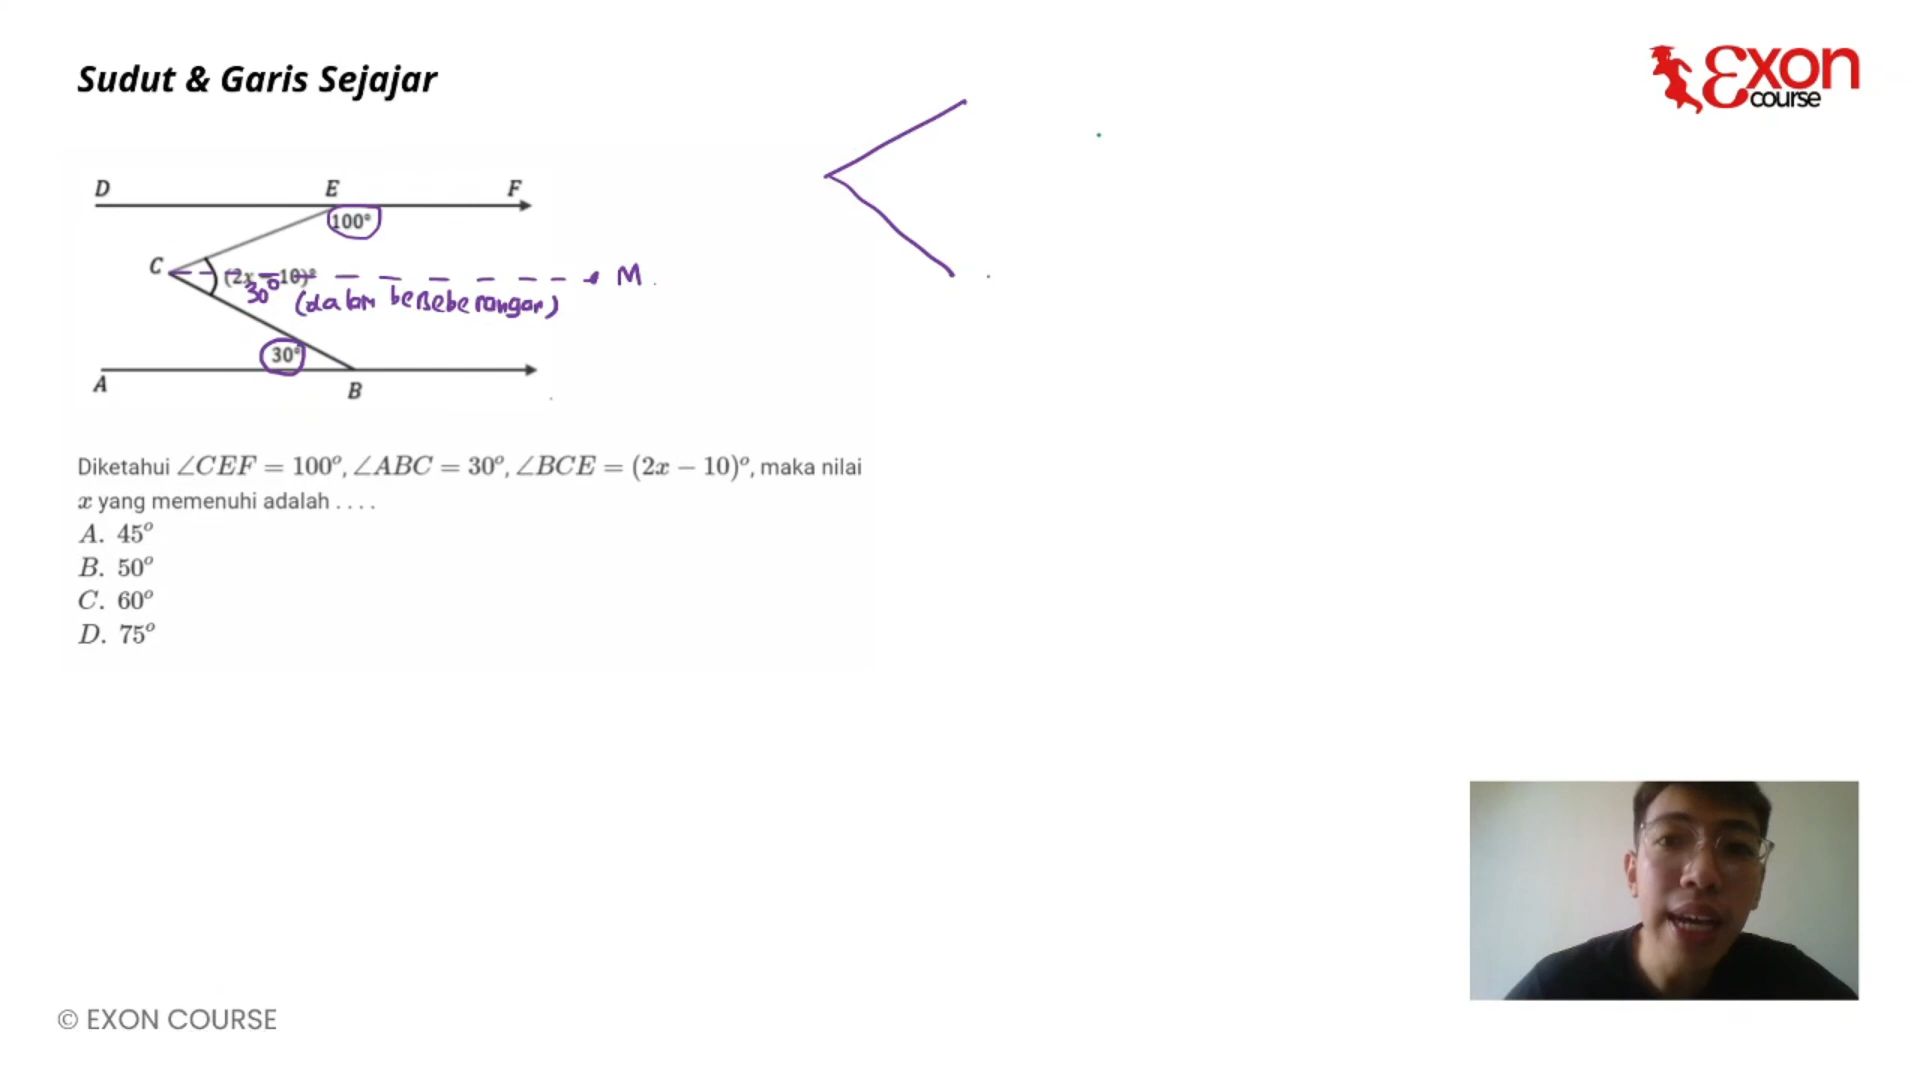 Sudut & Garis Sejajar
Exon
course
D E F
100°
C (2x − 10)° M
30° (dalam berseberangan)
30°
A B
Diketahui ∠CEF = 100°, ∠ABC = 30°, ∠BCE = (2x − 10)°, maka nilai
x yang memenuhi adalah . . . .
A. 45°
B. 50°
C. 60°
D. 75°
© EXON COURSE